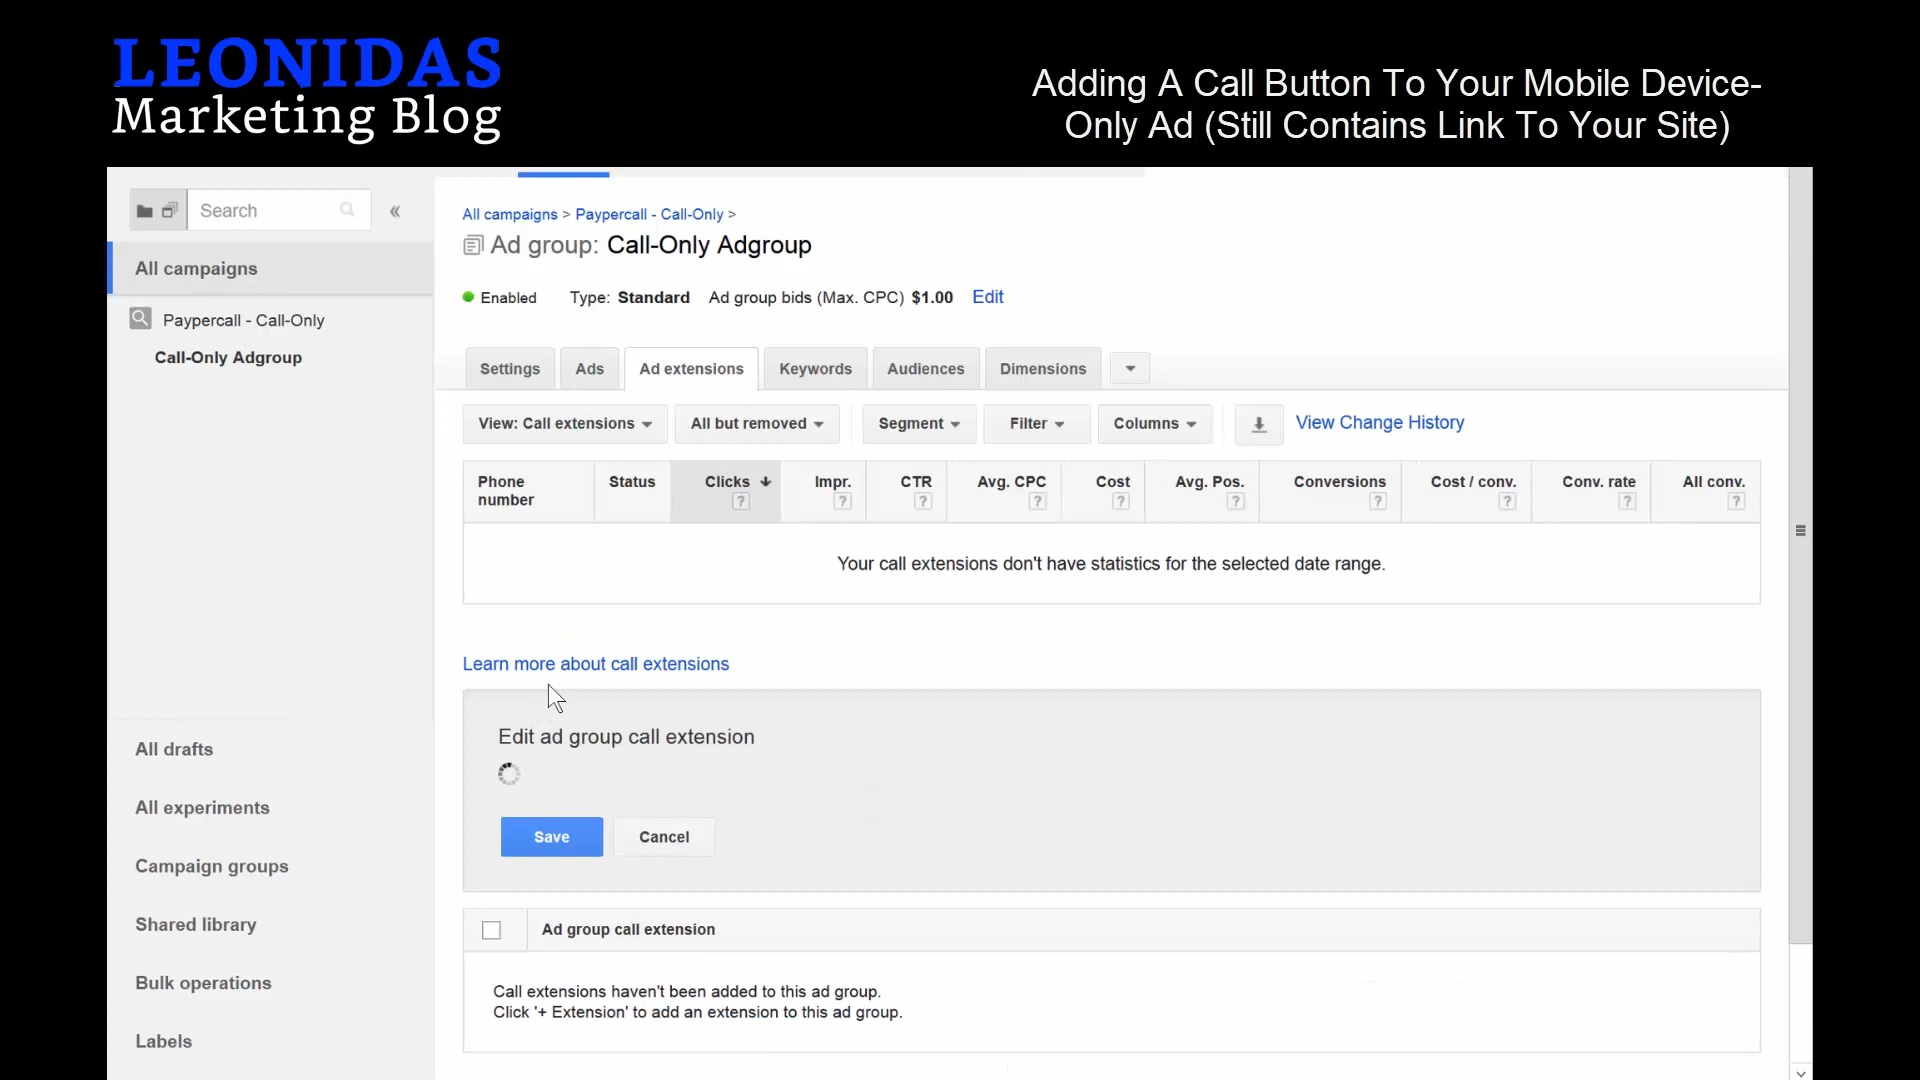 LEONIDAS
Marketing Blog
Adding A Call Button To Your Mobile Device-
Only Ad (Still Contains Link To Your Site)
Search
«
All campaigns
Paypercall - Call-Only
Call-Only Adgroup
All drafts
All experiments
Campaign groups
Shared library
Bulk operations
Labels
All campaigns > Paypercall - Call-Only >
Ad group: Call-Only Adgroup
Enabled Type: Standard Ad group bids (Max. CPC) $1.00 Edit
Settings Ads Ad extensions Keywords Audiences Dimensions
View: Call extensions All but removed Segment Filter Columns View Change History
Phone number Status Clicks ? Impr. ? CTR ? Avg. CPC ? Cost ? Avg. Pos. ? Conversions ? Cost / conv. ? Conv. rate ? All conv. ?
Your call extensions don't have statistics for the selected date range.
Learn more about call extensions
Edit ad group call extension
Save Cancel
Ad group call extension
Call extensions haven't been added to this ad group.
Click '+ Extension' to add an extension to this ad group.